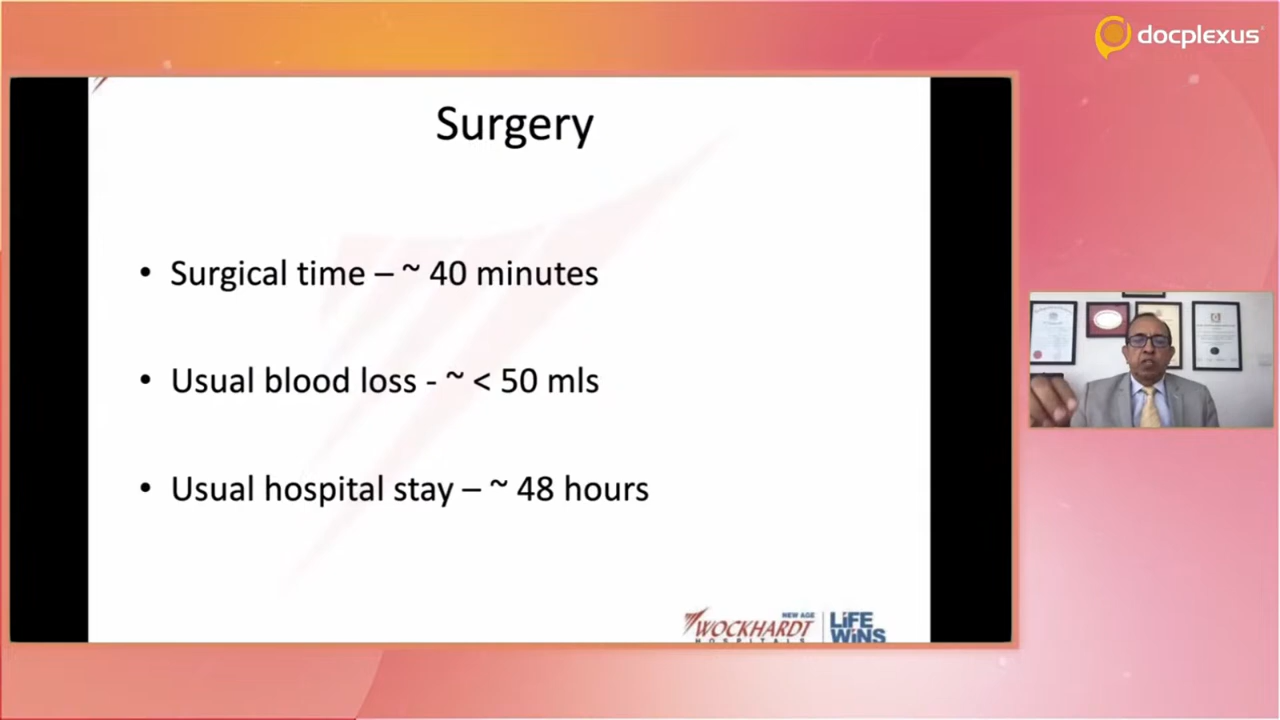 docplexus
Surgery
• Surgical time – ~ 40 minutes
• Usual blood loss - ~ < 50 mls
• Usual hospital stay – ~ 48 hours
NEW AGE
WOCKHARDT
HOSPITALS
LiFE
WiNS